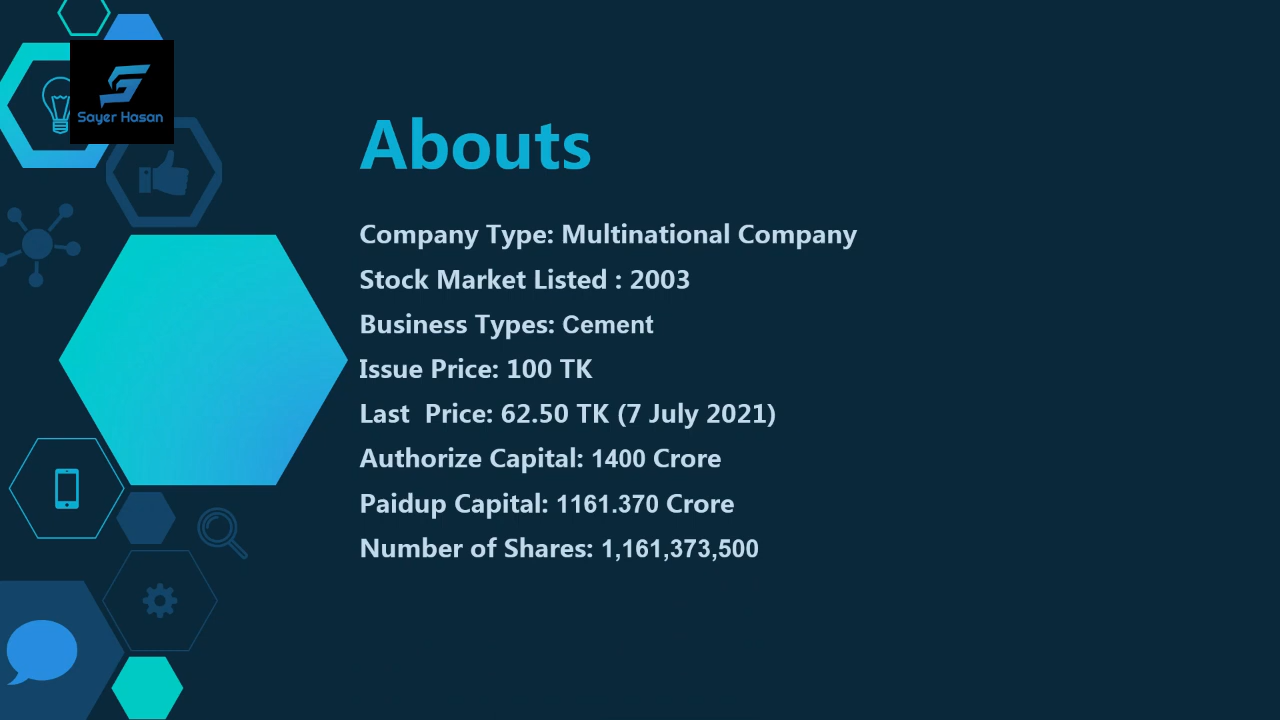 Sayer Hasan
Abouts
Company Type: Multinational Company
Stock Market Listed : 2003
Business Types: Cement
Issue Price: 100 TK
Last  Price: 62.50 TK (7 July 2021)
Authorize Capital: 1400 Crore
Paidup Capital: 1161.370 Crore
Number of Shares: 1,161,373,500